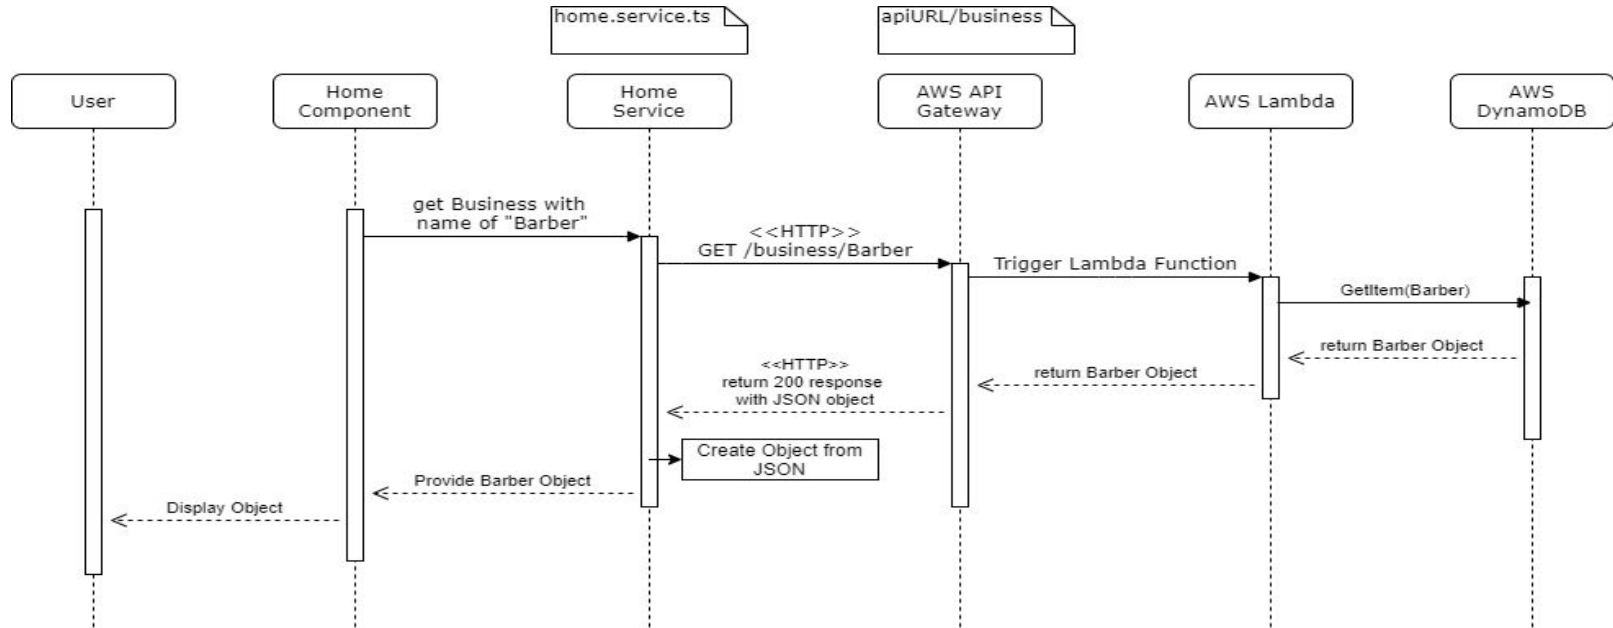 home.service.ts
apiURL/business
User
Home
Component
Home
Service
AWS API
Gateway
AWS Lambda
AWS
DynamoDB
get Business with
name of "Barber"
<<HTTP>>
GET /business/Barber
Trigger Lambda Function
GetItem(Barber)
return Barber Object
return Barber Object
<<HTTP>>
return 200 response
with JSON object
Create Object from
JSON
Provide Barber Object
Display Object